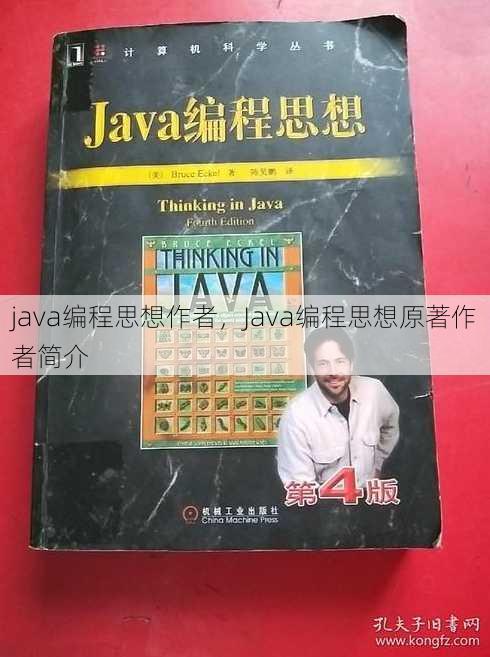 计算机科学丛书
Java编程思想
(美) Bruce Eckel 著 陈昊鹏 译
Thinking in Java
Fourth Edition
BRUCE ECKEL
THINKING IN
JAVA
java编程思想作者，Java编程思想原著作
者简介
第4版
机械工业出版社
China Machine Press
孔夫子旧书网
www.kongfz.com